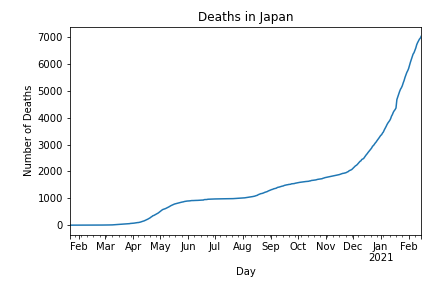 Deaths in Japan
7000
6000
5000
4000
3000
2000
1000
0
Number of Deaths
Feb Mar Apr May Jun Jul Aug Sep Oct Nov Dec Jan Feb
2021
Day